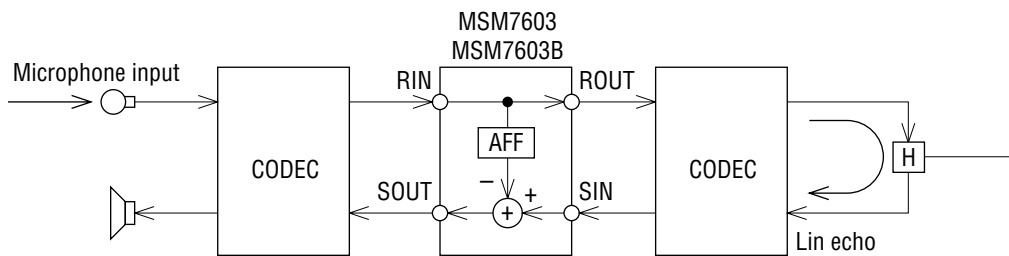 MSM7603
MSM7603B
Microphone input
RIN
ROUT
AFF
CODEC
CODEC
H
SOUT
−
+
SIN
+
Lin echo